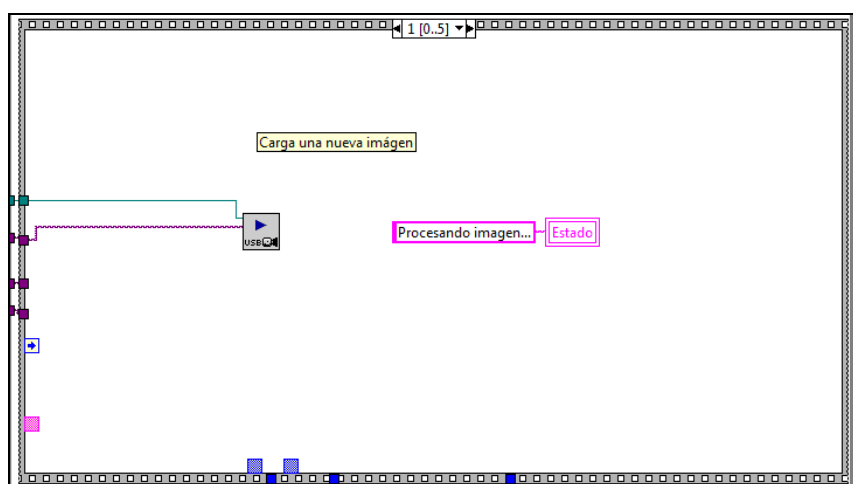 1 [0..5]
Carga una nueva imágen
USB
Procesando imagen...
Estado